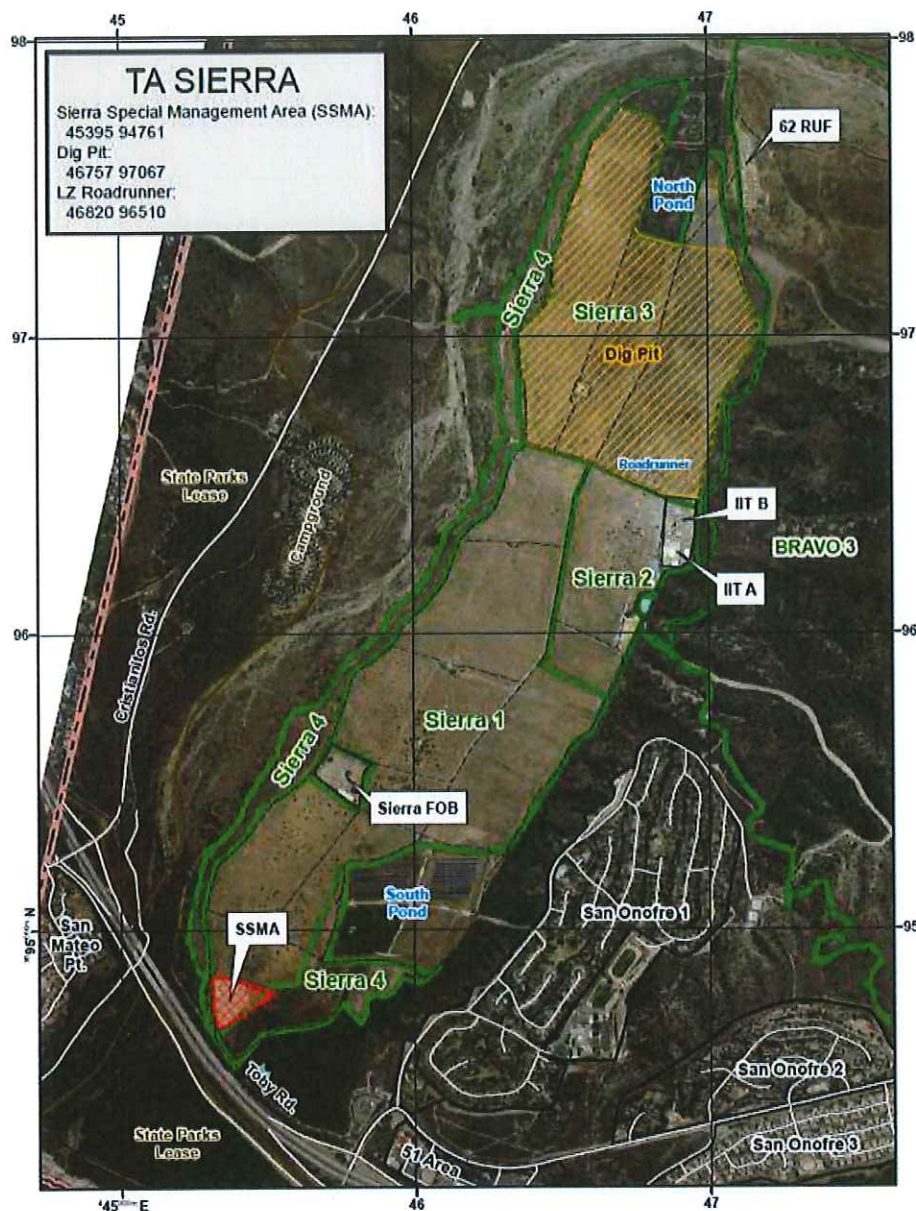 45
46
47
98
98
TA SIERRA
Sierra Special Management Area (SSMA):
45395 94761
Dig Pit:
46757 97067
LZ Roadrunner:
46820 96510
62 RUF
North
Pond
Sierra 4
Sierra 3
97
97
Dig Pit
State Parks
Lease
Roadrunner
Campground
IIT B
BRAVO 3
Sierra 2
IIT A
96
96
Cristianitos Rd.
Sierra 1
Sierra 4
Sierra FOB
South
Pond
San Onofre 1
SSMA
95
N
95
San
Mateo
Pt.
Sierra 4
Toby Rd.
San Onofre 2
State Parks
Lease
51 Area
San Onofre 3
45
E
46
47